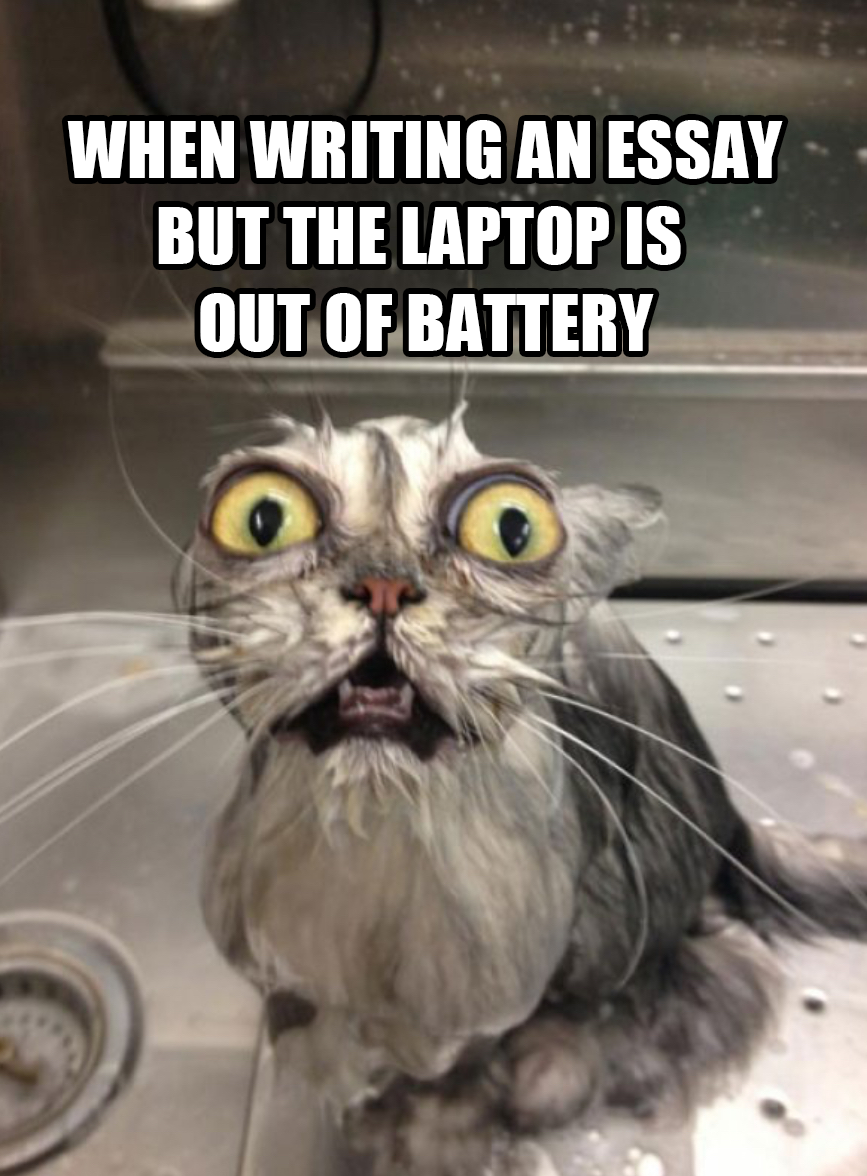 WHEN WRITING AN ESSAY
BUT THE LAPTOP IS
OUT OF BATTERY